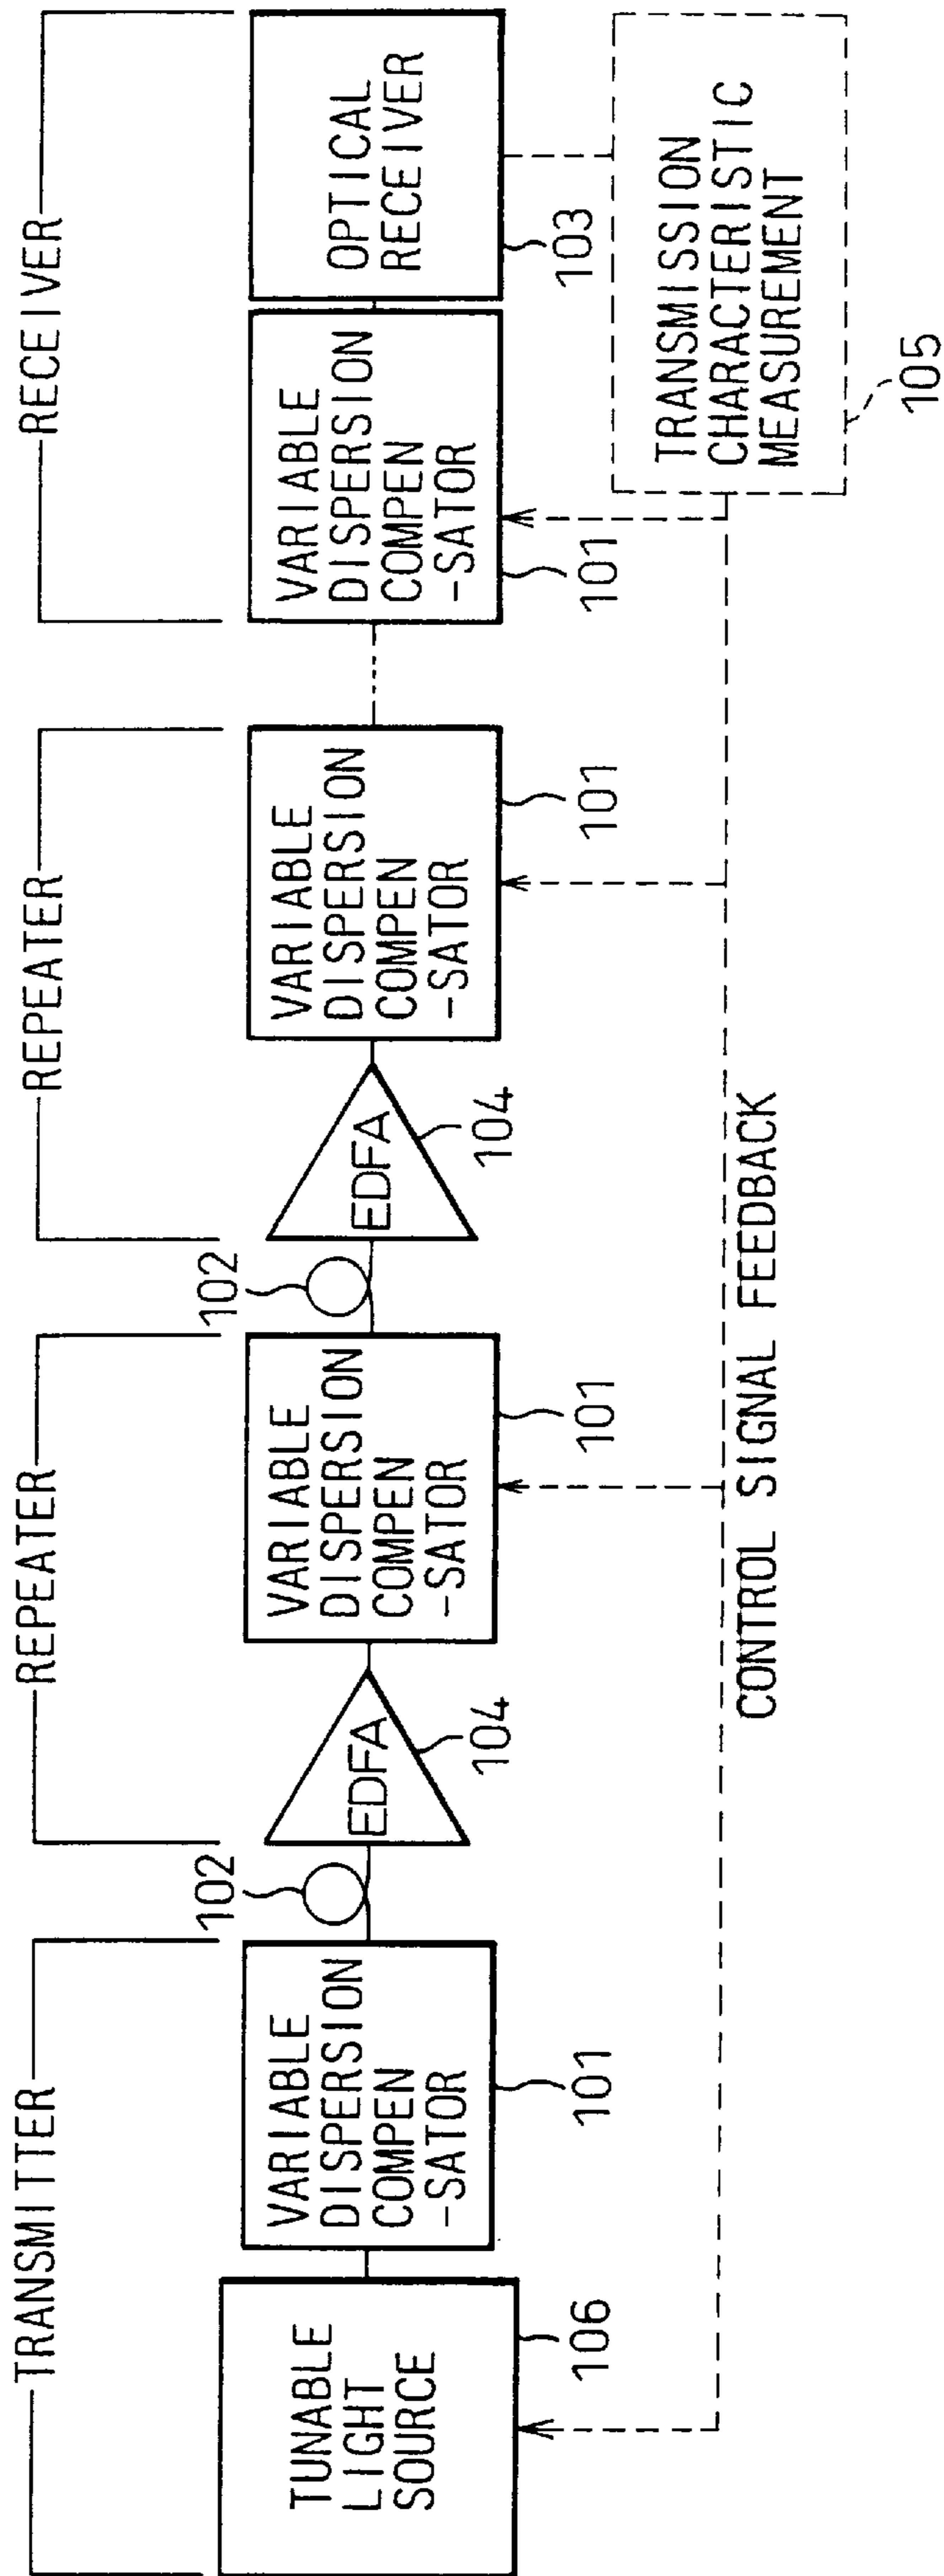 TRANSMITTER
REPEATER
REPEATER
RECEIVER
TUNABLE
LIGHT
SOURCE
106
VARIABLE
DISPERSION
COMPEN
-SATOR
101
102
EDFA
104
VARIABLE
DISPERSION
COMPEN
-SATOR
101
102
EDFA
104
VARIABLE
DISPERSION
COMPEN
-SATOR
101
VARIABLE
DISPERSION
COMPEN
-SATOR
101
OPTICAL
RECEIVER
103
TRANSMISSION
CHARACTERISTIC
MEASUREMENT
105
CONTROL SIGNAL FEEDBACK